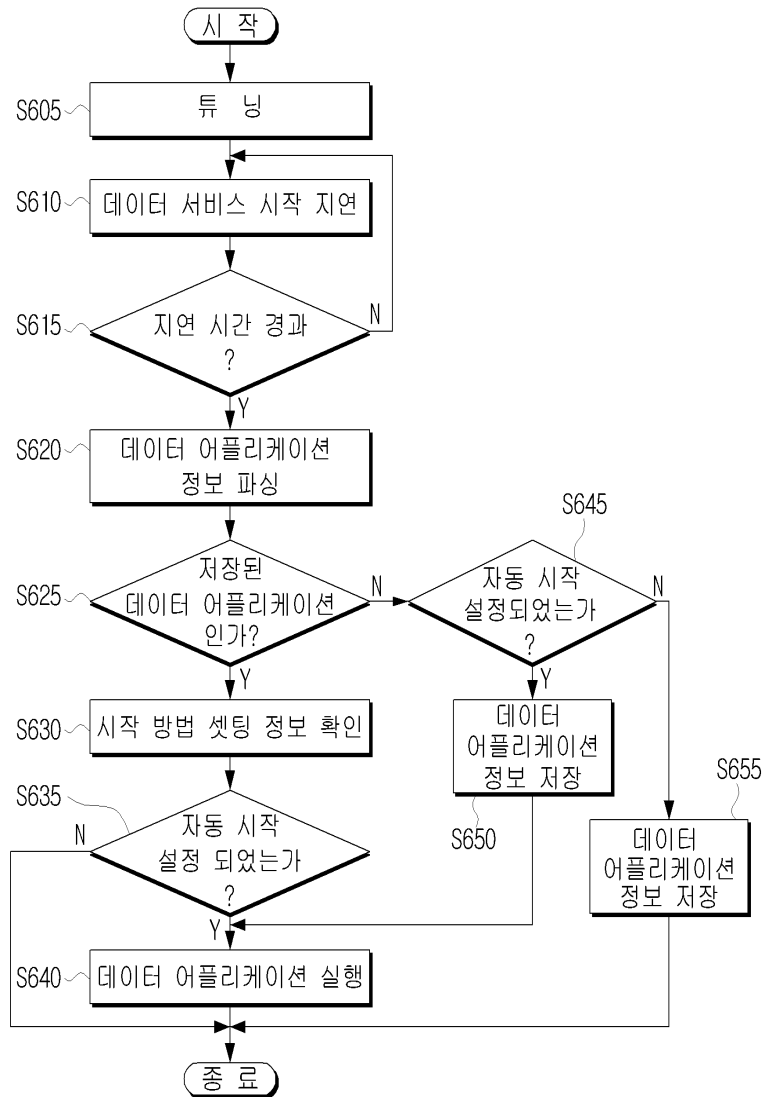 시 작
S605
튜 닝
S610
데이터 서비스 시작 지연
S615
지연 시간 경과
?
N
Y
S620
데이터 어플리케이션
정보 파싱
S625
저장된
데이터 어플리케이션
인가?
N
Y
S645
자동 시작
설정되었는가
?
N
Y
S630
시작 방법 셋팅 정보 확인
데이터
어플리케이션
정보 저장
S650
S655
데이터
어플리케이션
정보 저장
S635
N
자동 시작
설정 되었는가
?
Y
S640
데이터 어플리케이션 실행
종 료